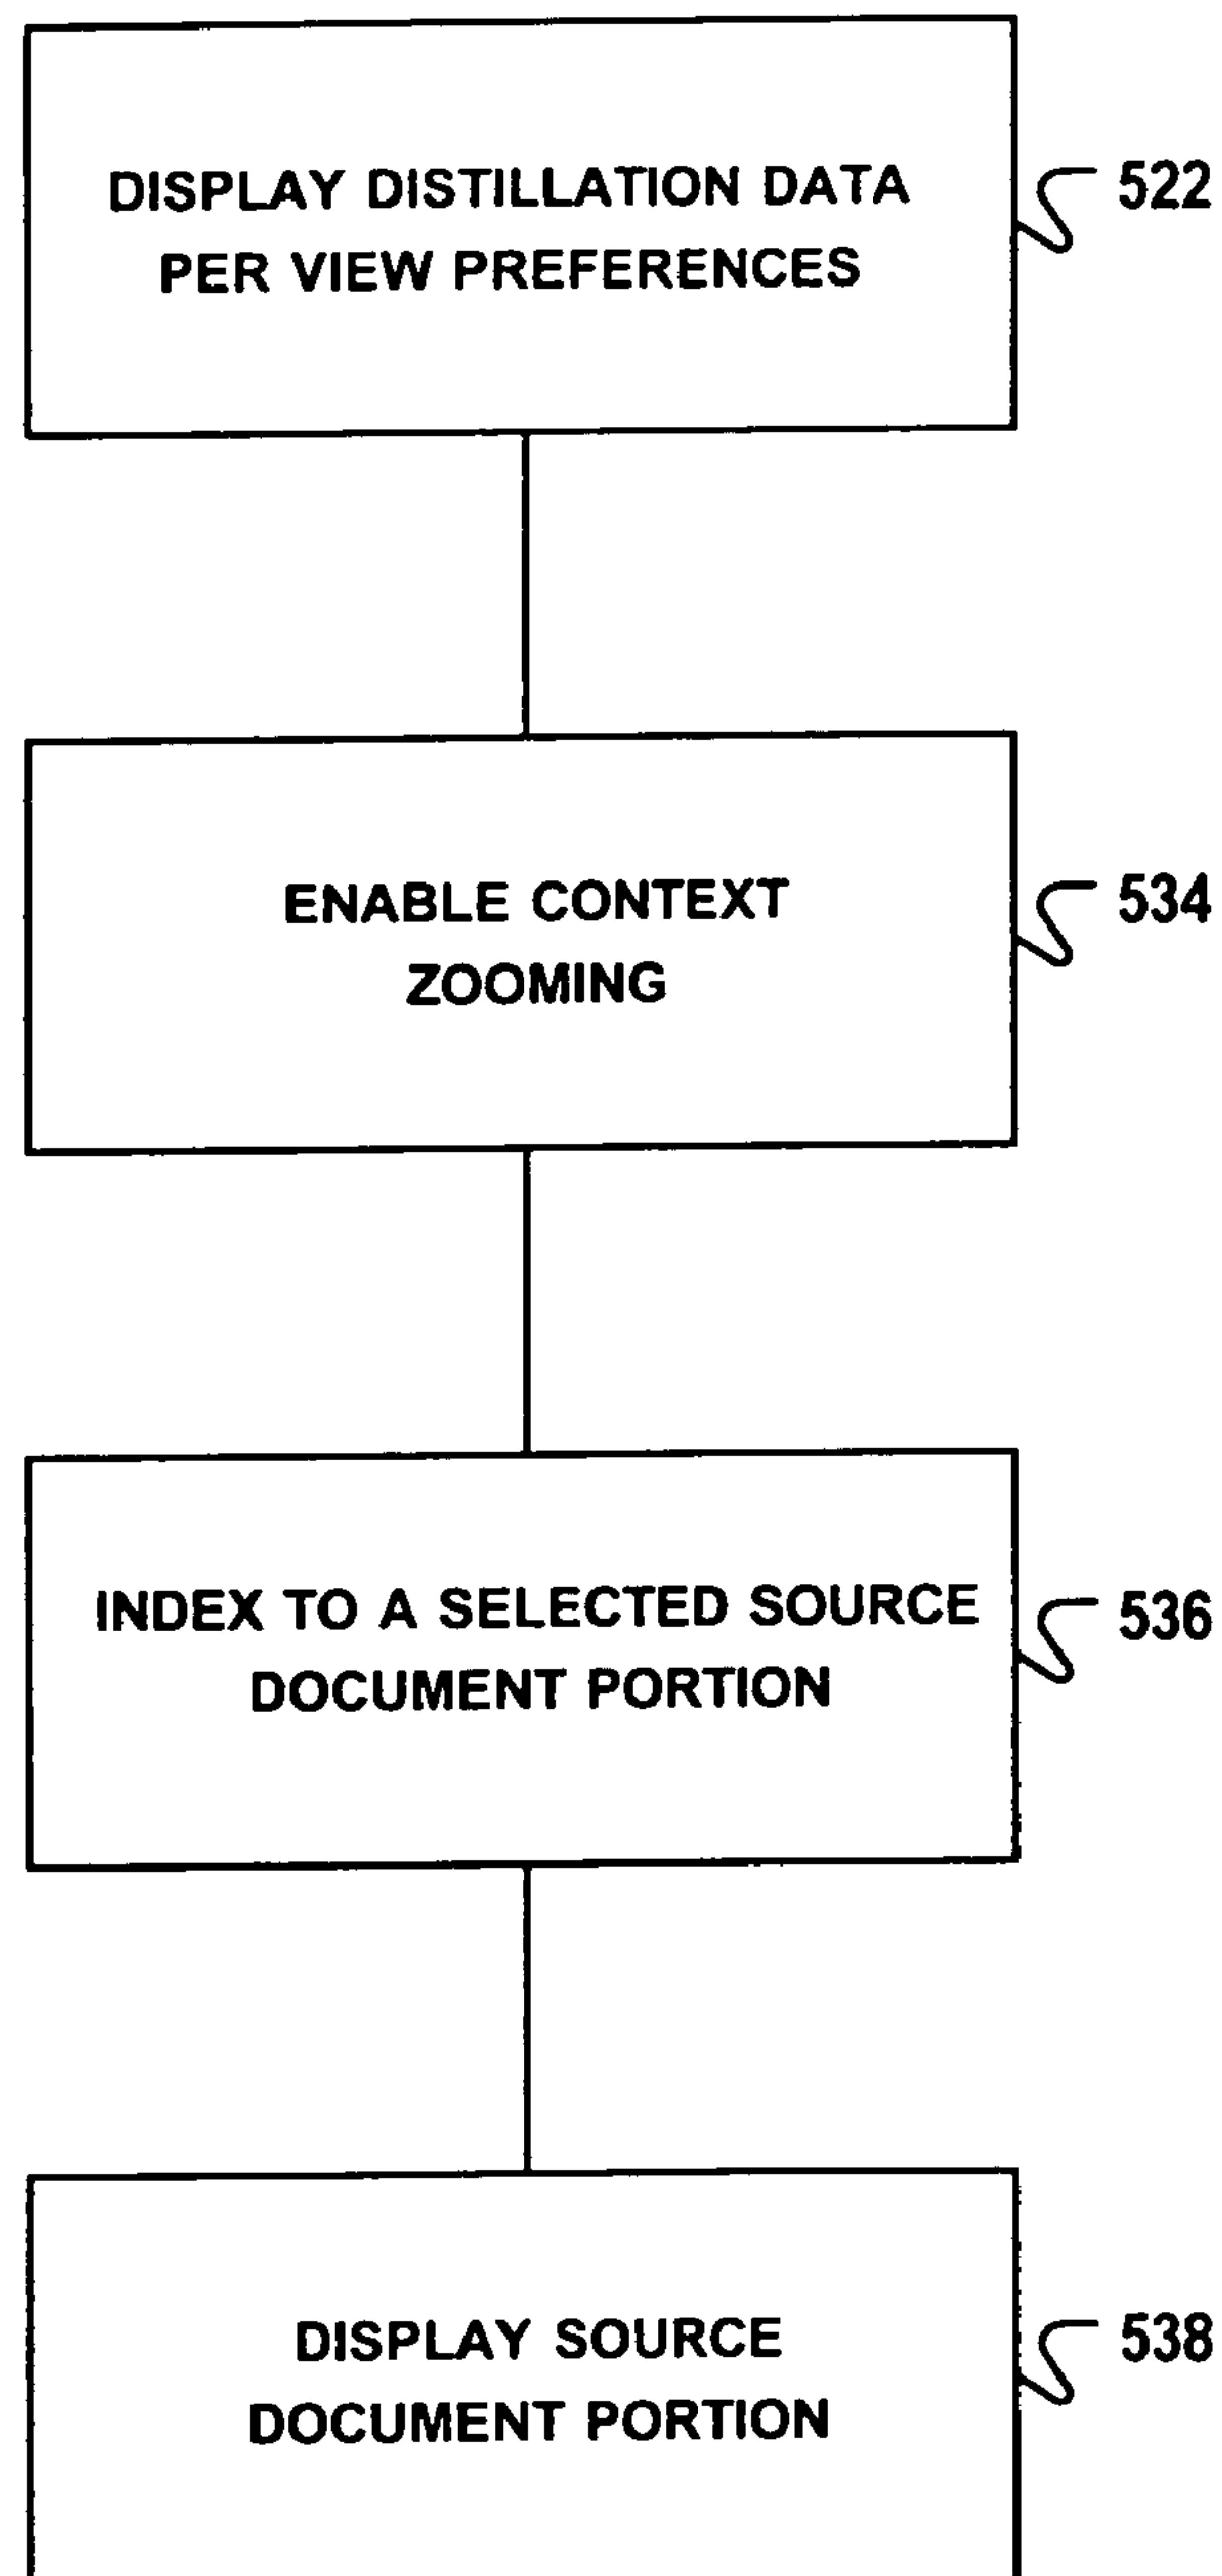 DISPLAY DISTILLATION DATA
PER VIEW PREFERENCES
522
ENABLE CONTEXT
ZOOMING
534
INDEX TO A SELECTED SOURCE
DOCUMENT PORTION
536
DISPLAY SOURCE
DOCUMENT PORTION
538